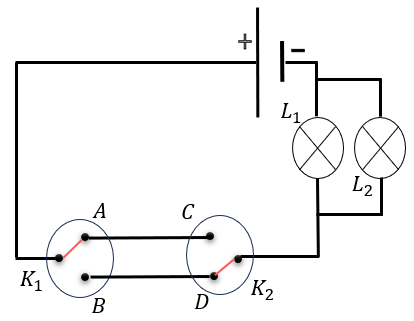 + −
L₁
L₂
A C
K₁ K₂
B D